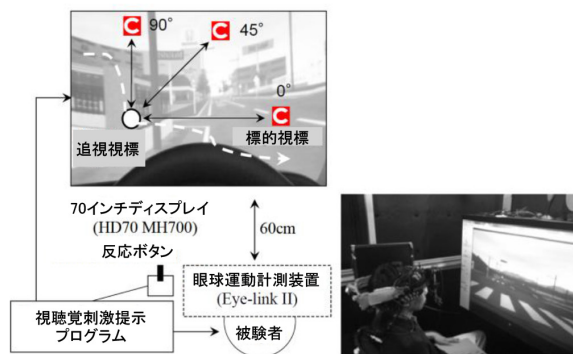 C 90°
C 45°
0°
C
追視視標
標的視標
70インチディスプレイ
(HD70 MH700)
反応ボタン
60cm
眼球運動計測装置
(Eye-link II)
被験者
視聴覚刺激提示
プログラム